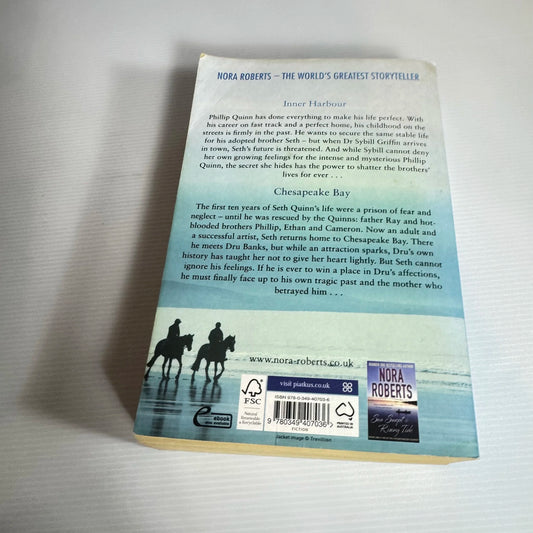 NORA ROBERTS – THE WORLD'S GREATEST STORYTELLER
Inner Harbour
Phillip Quinn has done everything to make his life perfect. With
his career on fast track and a perfect home, his childhood on the
streets is firmly in the past. He wants to secure the same stable life
for his adopted brother Seth – but when Dr Sybill Griffin arrives
in town, Seth's future is threatened. And while Sybill cannot deny
her own growing feelings for the intense and mysterious Phillip
Quinn, the secret she hides has the power to shatter the brothers'
lives for ever . . .
Chesapeake Bay
The first ten years of Seth Quinn's life were a prison of fear and
neglect – until he was rescued by the Quinns: father Ray and hot-
blooded brothers Phillip, Ethan and Cameron. Now an adult and
a successful artist, Seth returns home to Chesapeake Bay. There
he meets Dru Banks, but while an attraction sparks, Dru's own
history has taught her not to give her heart lightly. But Seth cannot
ignore his feelings. If he is ever to win a place in Dru's affections,
he must finally face up to his own tragic past and the mother who
betrayed him . . .
www.nora-roberts.co.uk
visit piatkus.co.uk
ISBN 978-0-349-40703-6
9 780349 407036
FICTION
FSC
ebook
also available
PRINTED IN
AUSTRALIA
Jacket image © Trevillion
NORA
ROBERTS
Sea Swept
Rising Tide